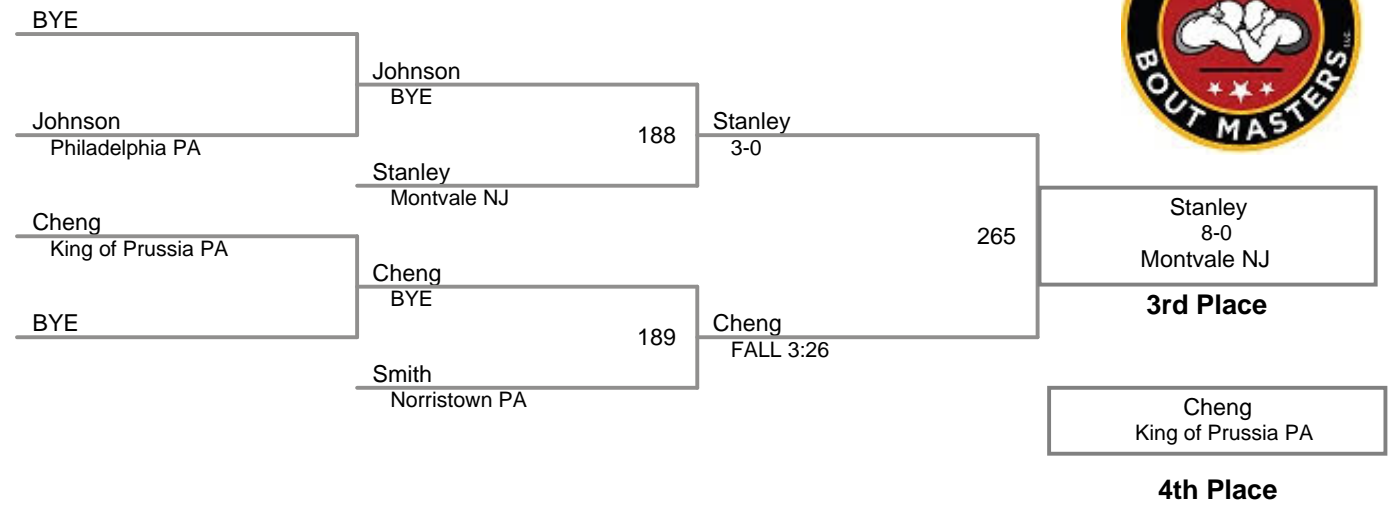 BYE
Johnson
Philadelphia PA
Cheng
King of Prussia PA
BYE
Johnson
BYE
188
Stanley
Montvale NJ
Cheng
BYE
189
Smith
Norristown PA
Stanley
3-0
265
Cheng
FALL 3:26
BOUT MASTERS
Stanley
8-0
Montvale NJ
3rd Place
Cheng
King of Prussia PA
4th Place